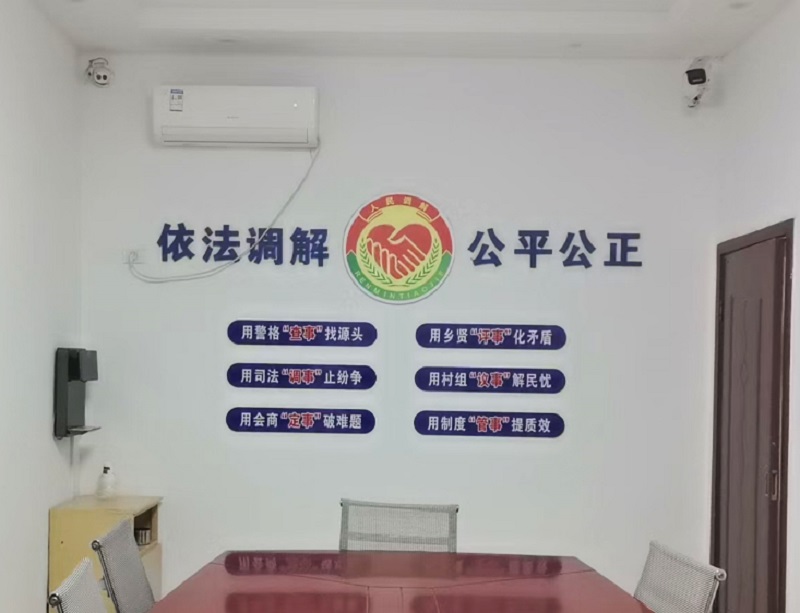 依法调解 公平公正
人民调解
RENMINTIAOJIE
用警格“查事”找源头
用司法“调事”止纷争
用会商“定事”破难题
用乡贤“评事”化矛盾
用村组“议事”解民忧
用制度“管事”提质效